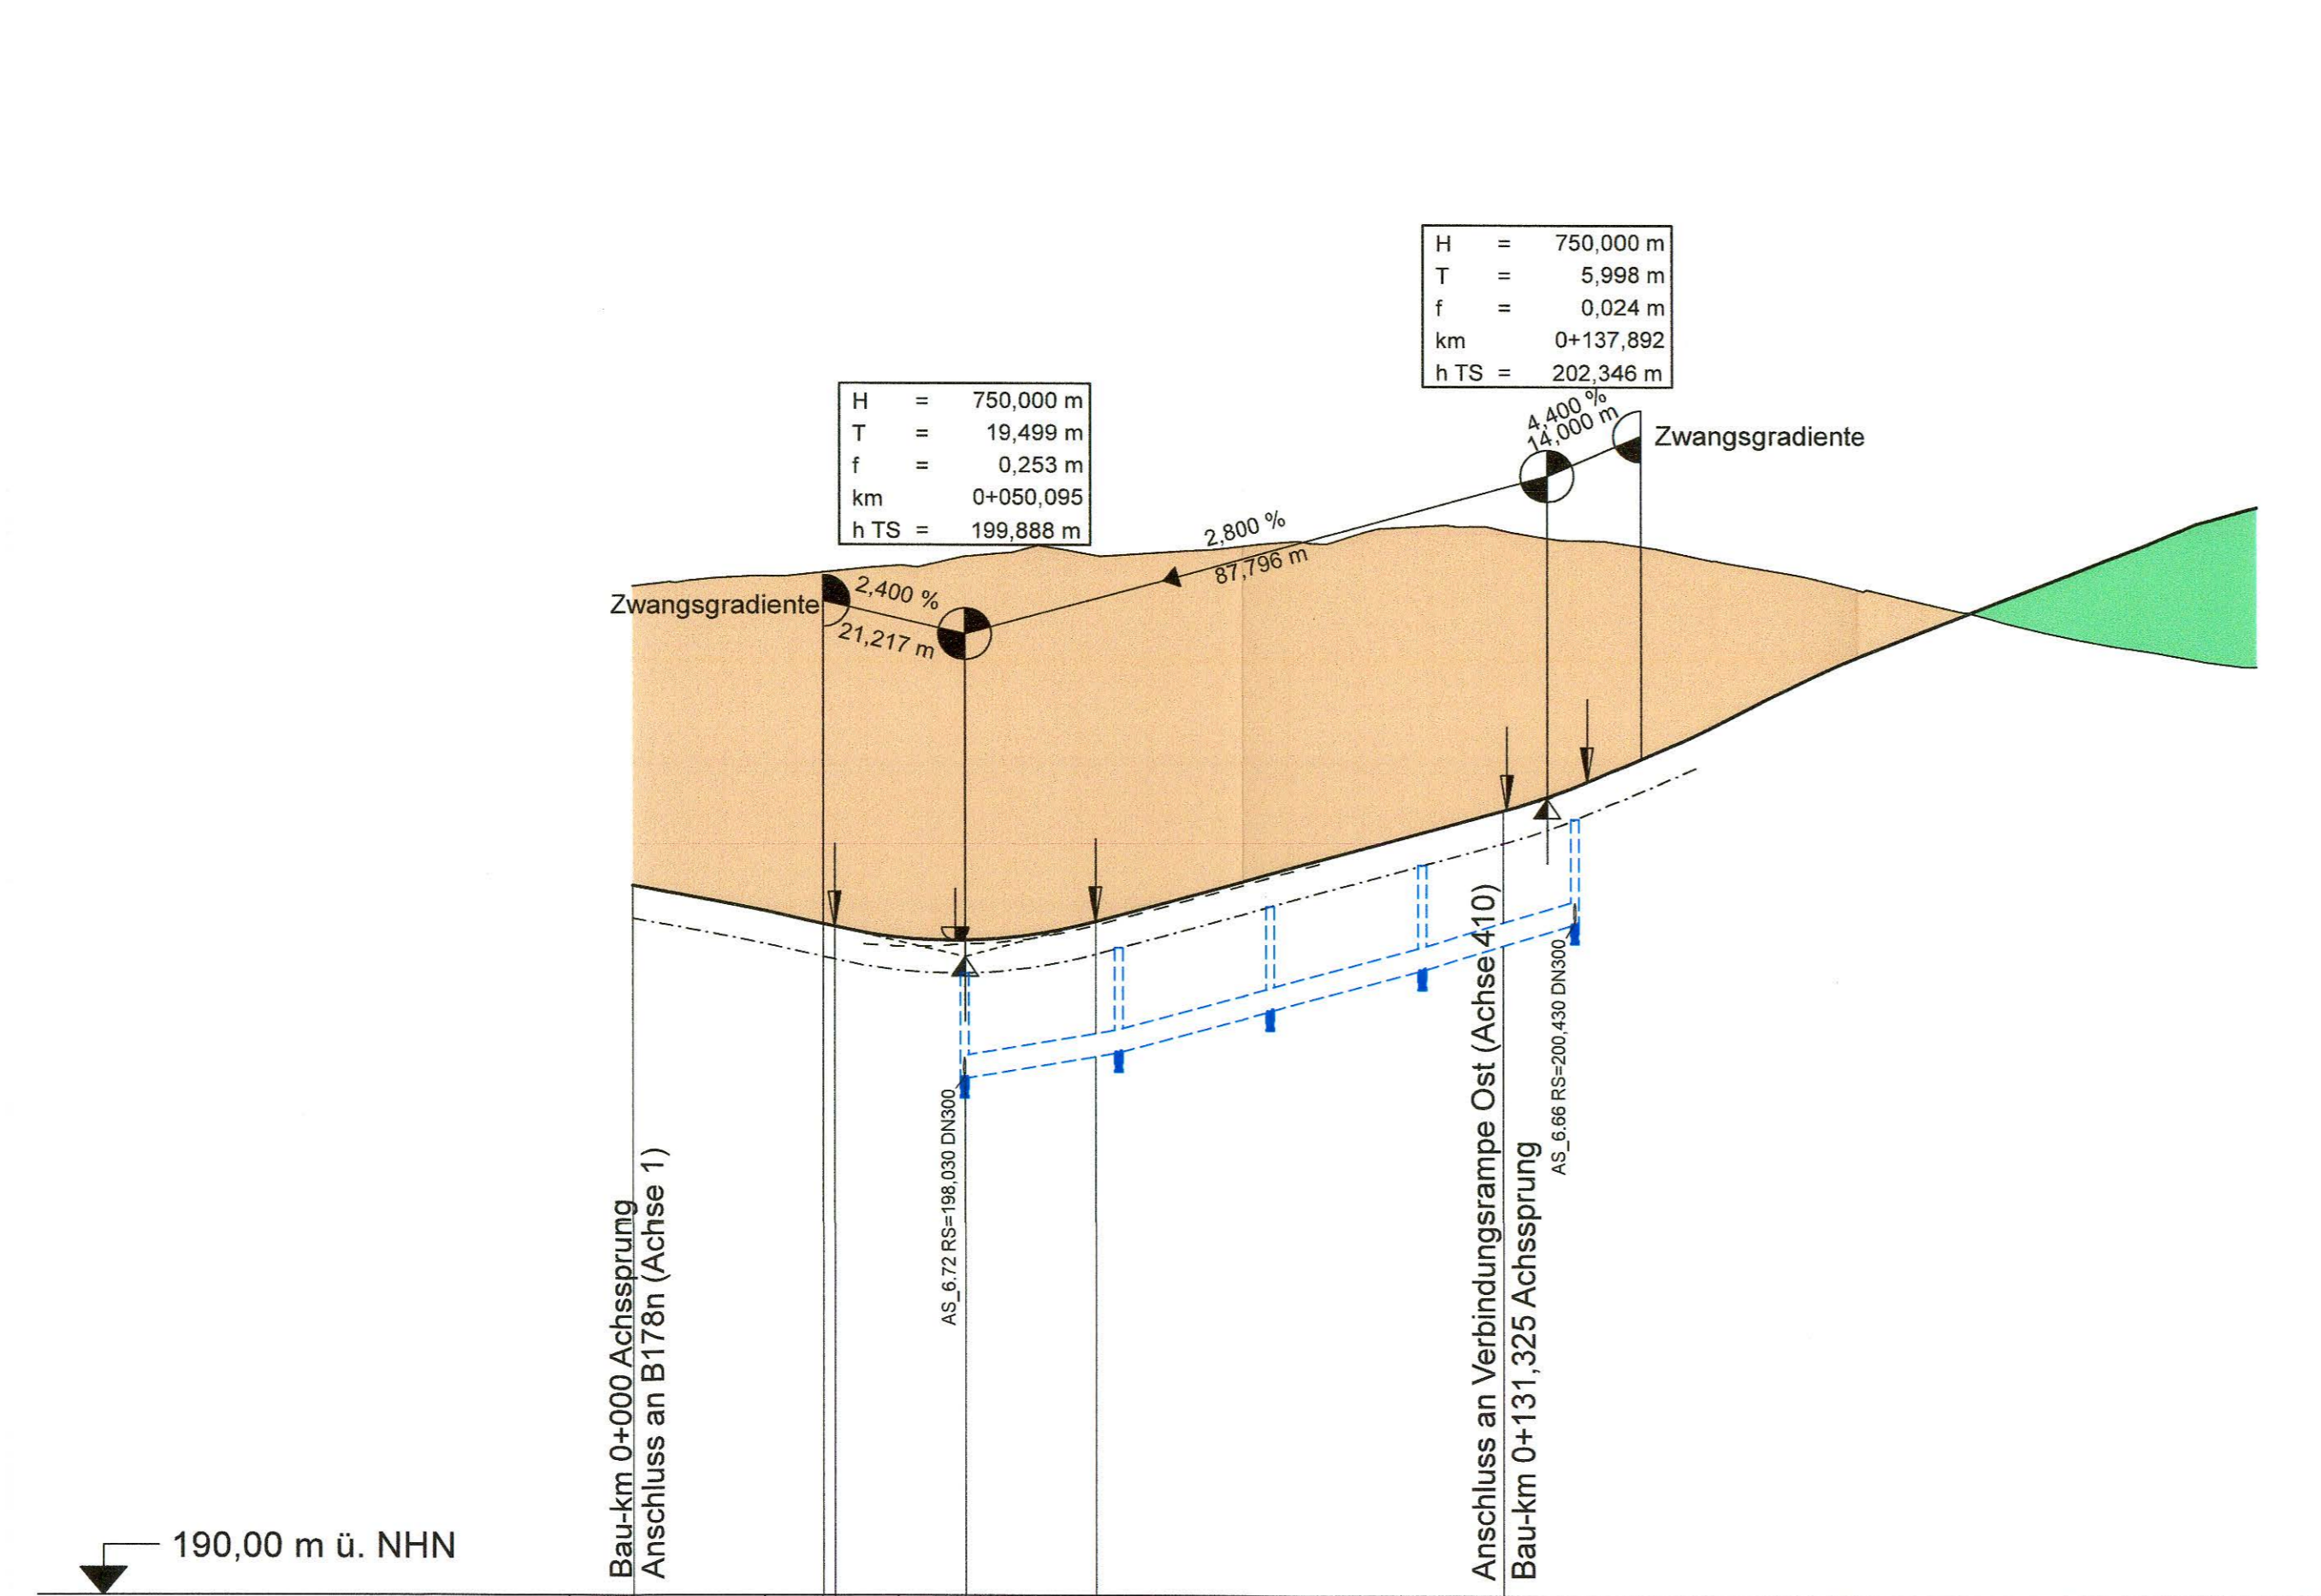 H = 750,000 m
T = 5,998 m
f = 0,024 m
km 0+137,892
h TS = 202,346 m
H = 750,000 m
T = 19,499 m
f = 0,253 m
km 0+050,095
h TS = 199,888 m
4,400 %
14,000 m
Zwangsgradiente
2,800 %
87,796 m
Zwangsgradiente
2,400 %
21,217 m
AS_6.72 RS=198,030 DN300
AS_6.66 RS=200,430 DN300
Bau-km 0+000 Achssprung
Anschluss an B178n (Achse 1)
Anschluss an Verbindungsrampe Ost (Achse 410)
Bau-km 0+131,325 Achssprung
190,00 m ü. NHN